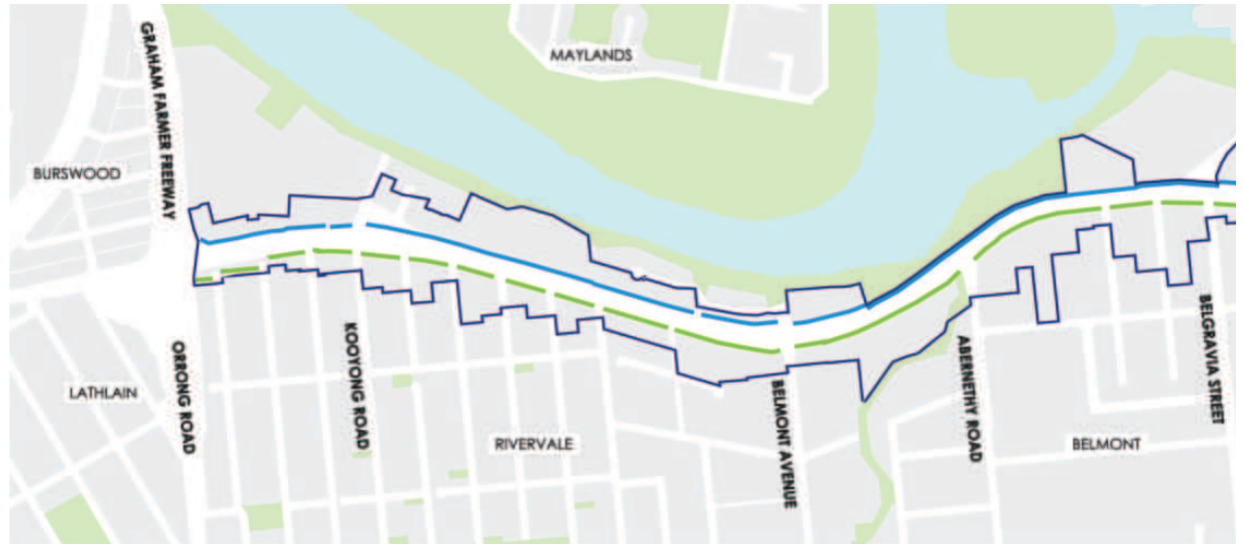 MAYLANDS
GRAHAM FARMER FREEWAY
BURSWOOD
KOOYONG ROAD
ORRONG ROAD
LATHLAIN
RIVERVALE
BELMONT AVENUE
ABERNETHY ROAD
BELMONT
BELGRAVIA STREET